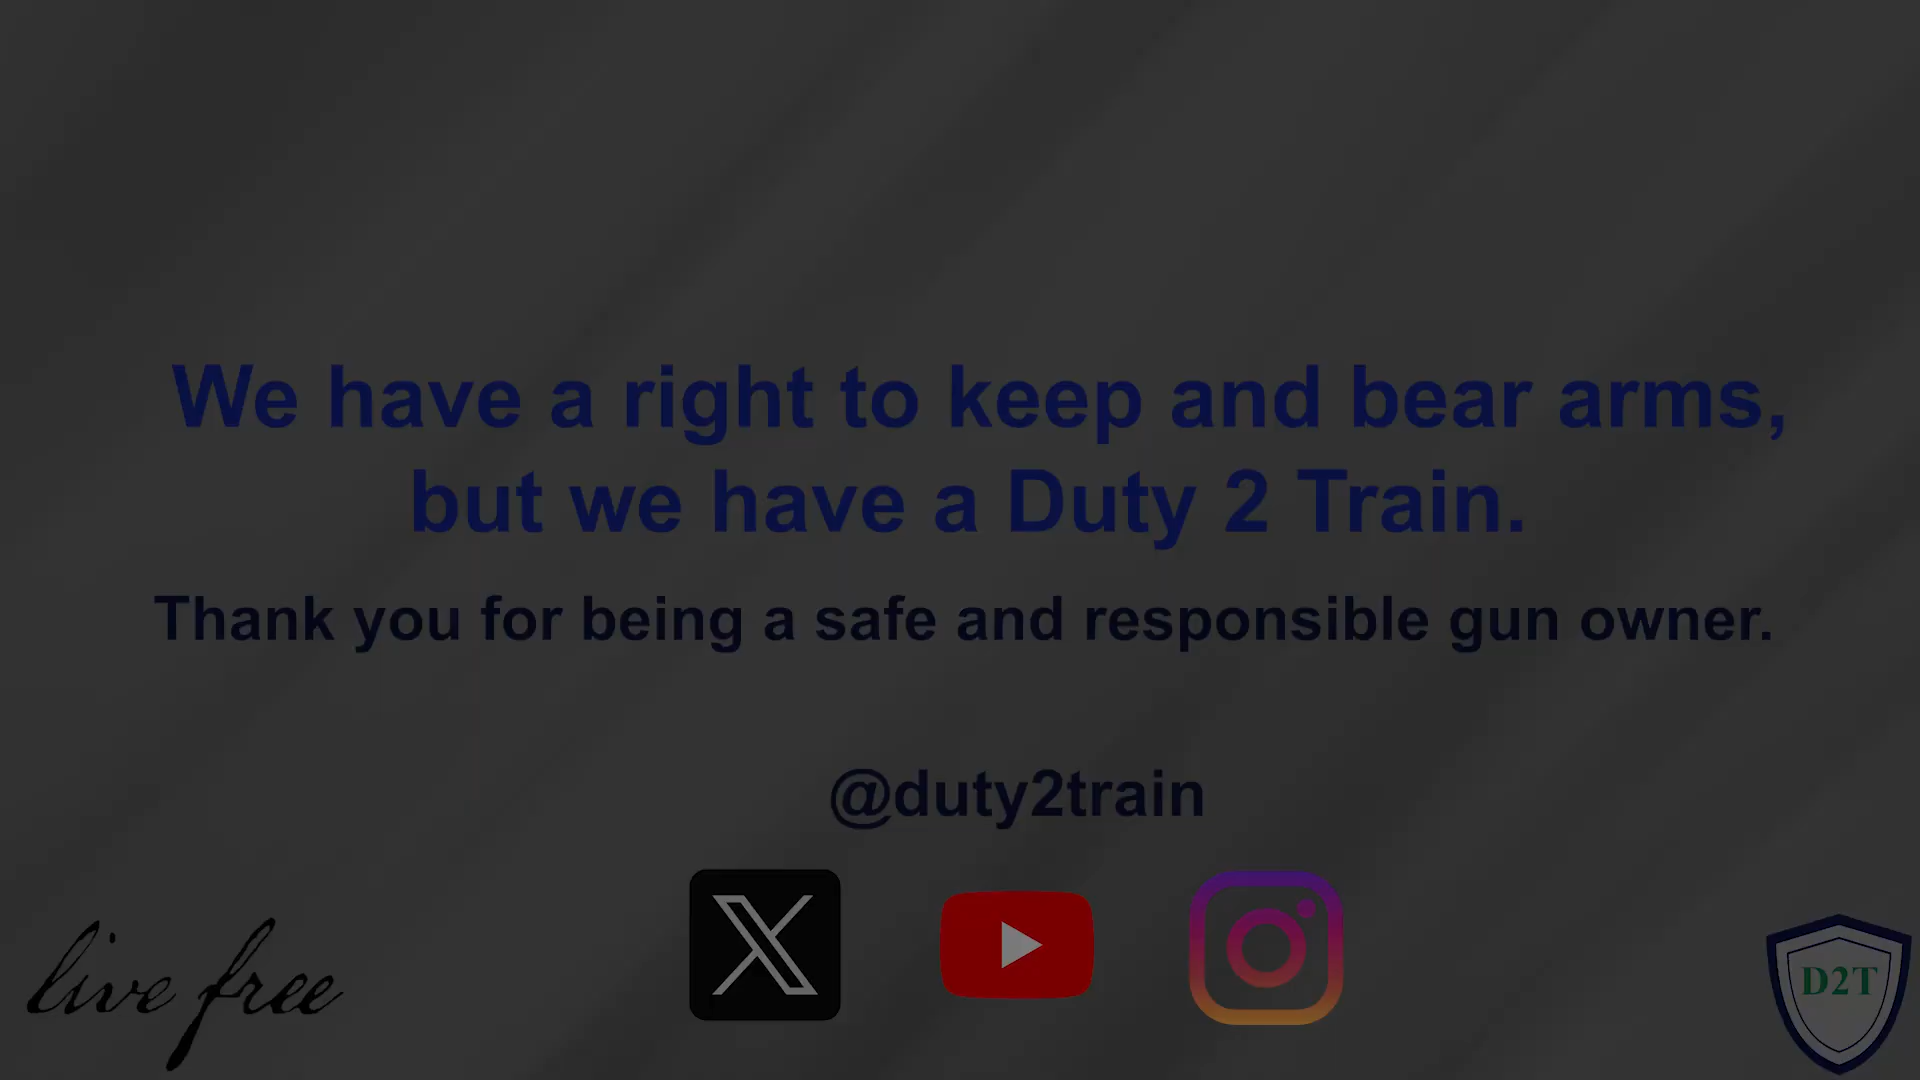 We have a right to keep and bear arms,
but we have a Duty 2 Train.
Thank you for being a safe and responsible gun owner.
@duty2train
live free
D2T